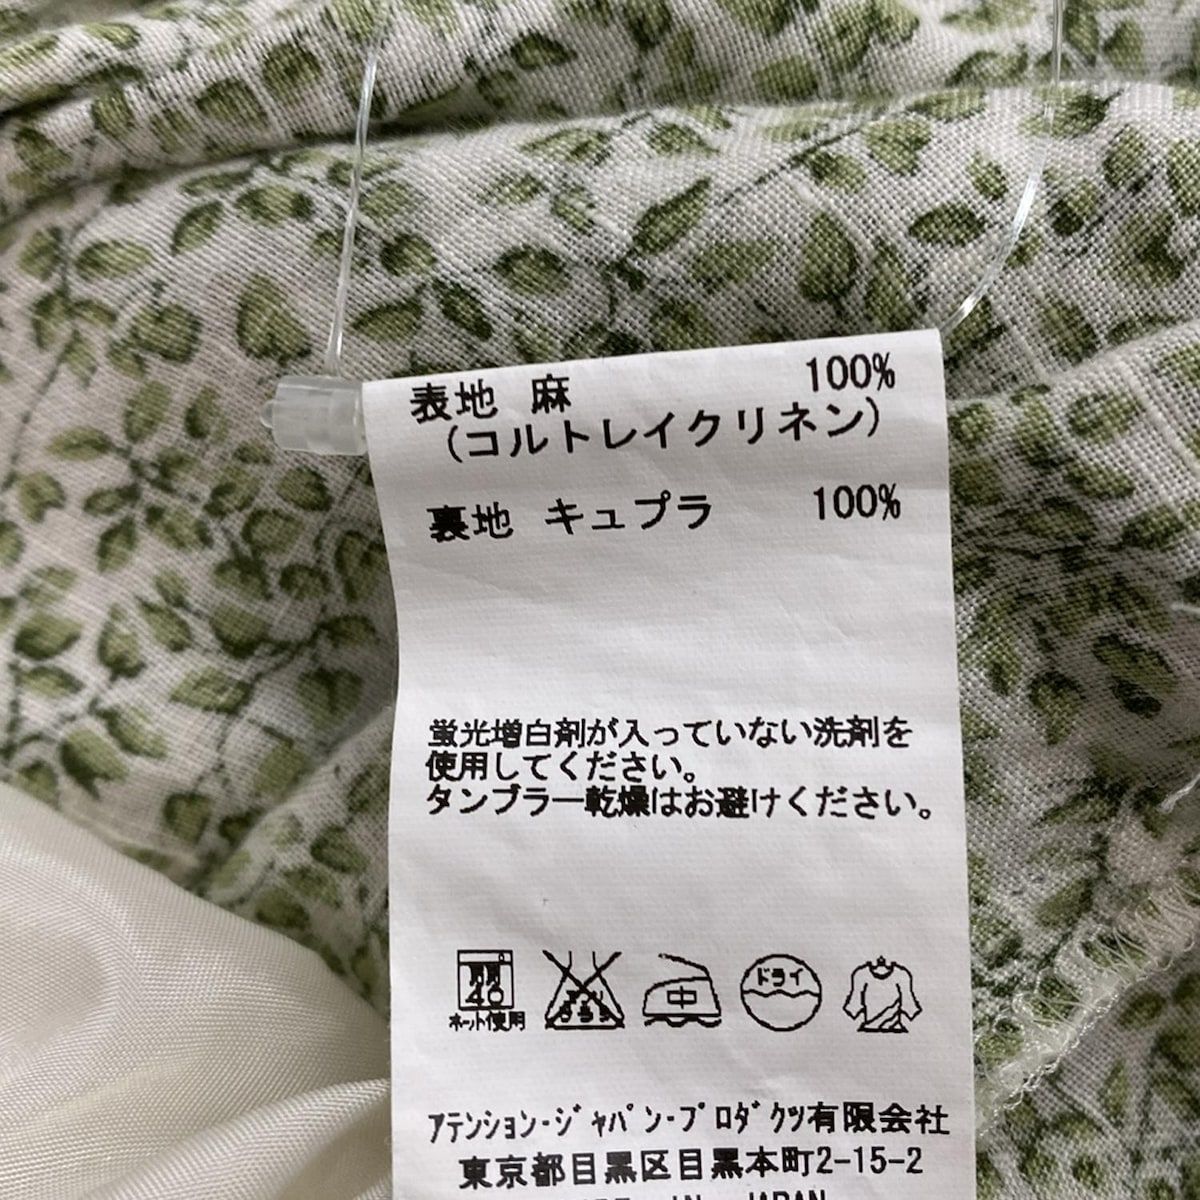 表地 麻 100%
(コルトレイクリネン)
裏地 キュプラ 100%
蛍光増白剤が入っていない洗剤を
使用してください。
タンブラー乾燥はお避けください。
40
ネット使用
中
ドライ
アテンション・ジャパン・プロダクツ有限会社
東京都目黒区目黒本町2-15-2
IN JAPAN